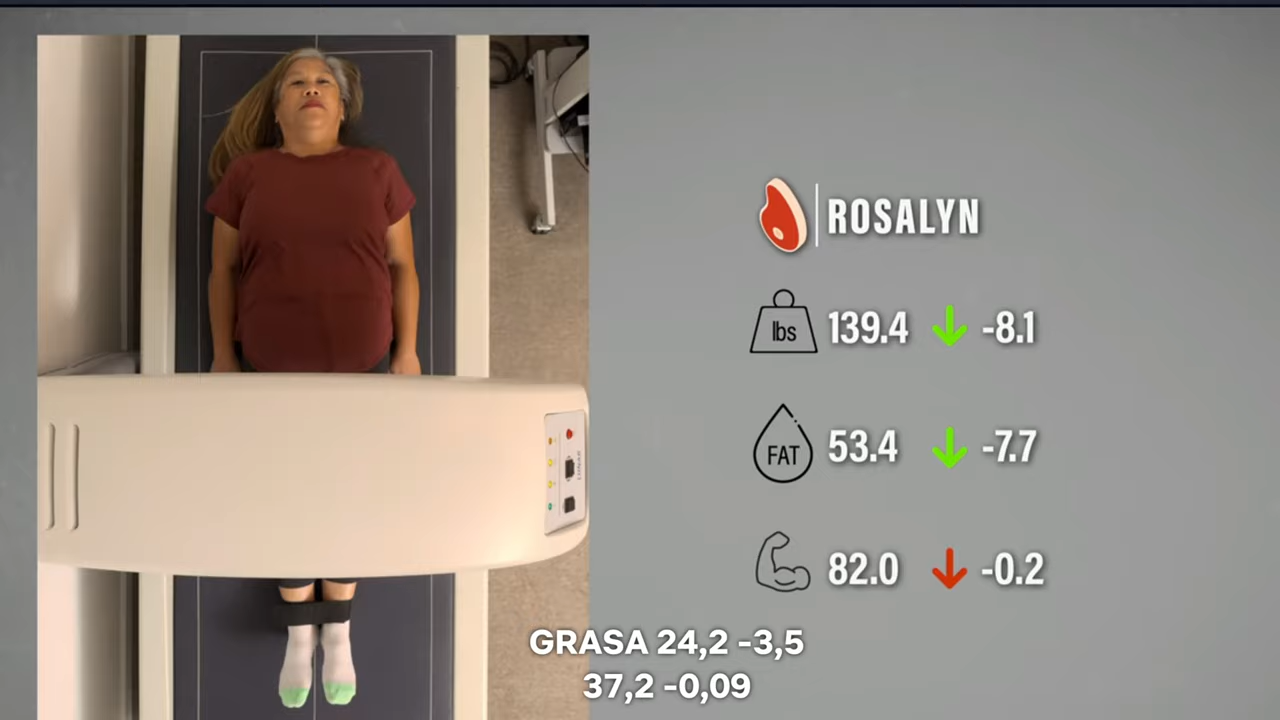 ROSALYN
lbs 139.4 -8.1
FAT 53.4 -7.7
82.0 -0.2
GRASA 24,2 -3,5
37,2 -0,09